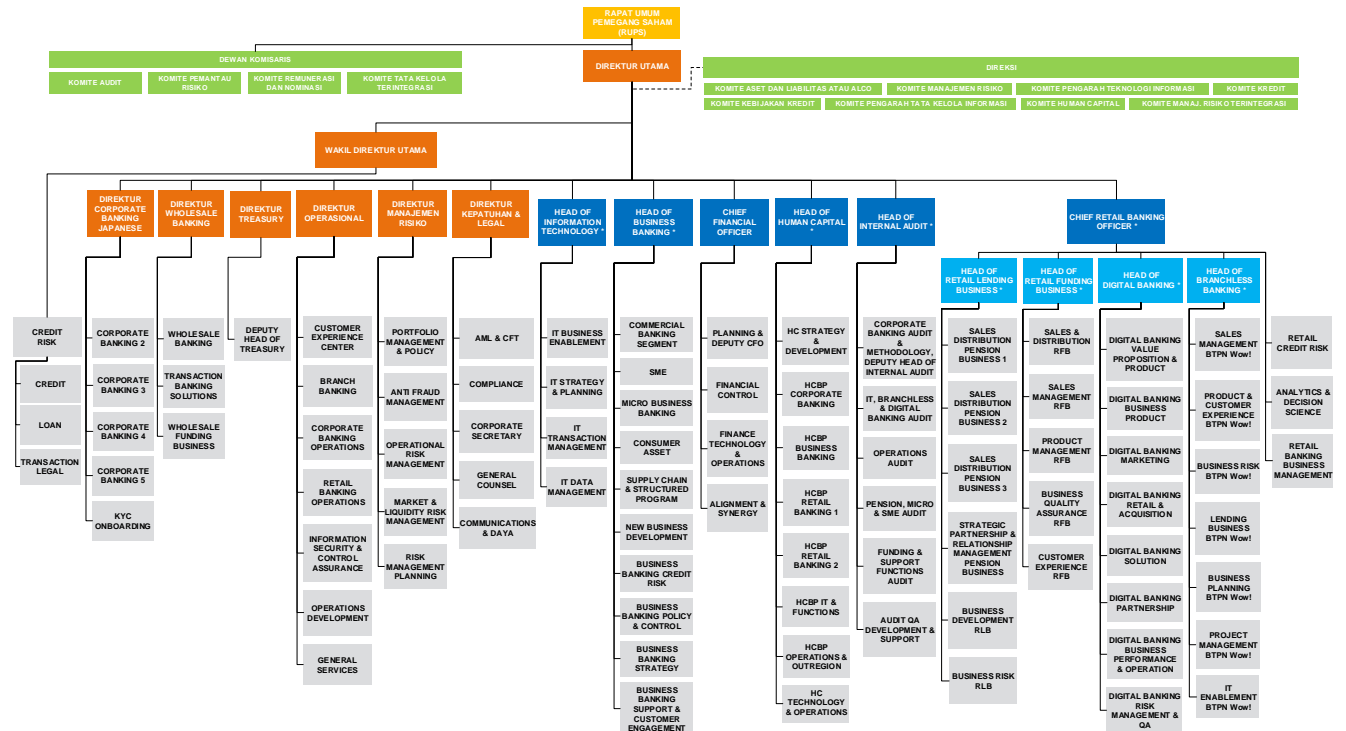 RAPAT UMUM
PEMEGANG SAHAM
(RUPS)
DEWAN KOMISARIS
KOMITE AUDIT
KOMITE PEMANTAU
RISIKO
KOMITE REMUNERASI
DAN NOMINASI
KOMITE TATA KELOLA
TERINTEGRASI
DIREKTUR UTAMA
DIREKSI
KOMITE ASET DAN LIABILITAS ATAU ALCO
KOMITE MANAJEMEN RISIKO
KOMITE PENGARAH TEKNOLOGI INFORMASI
KOMITE KREDIT
KOMITE KEBIJAKAN KREDIT
KOMITE PENGARAH TATA KELOLA INFORMASI
KOMITE HUMAN CAPITAL
KOMITE MANAJ. RISIKO TERINTEGRASI
WAKIL DIREKTUR UTAMA
DIREKTUR
CORPORATE
BANKING
JAPANESE
DIREKTUR
WHOLESALE
BANKING
DIREKTUR
TREASURY
DIREKTUR
OPERASIONAL
DIREKTUR
MANAJEMEN
RISIKO
DIREKTUR
KEPATUHAN &
LEGAL
HEAD OF
INFORMATION
TECHNOLOGY *
HEAD OF
BUSINESS
BANKING *
CHIEF
FINANCIAL
OFFICER
HEAD OF
HUMAN CAPITAL
*
HEAD OF
INTERNAL AUDIT *
CHIEF RETAIL BANKING
OFFICER *
HEAD OF
RETAIL LENDING
BUSINESS *
HEAD OF
RETAIL FUNDING
BUSINESS *
HEAD OF
DIGITAL BANKING *
HEAD OF
BRANCHLESS
BANKING *
CREDIT
RISK
CREDIT
LOAN
TRANSACTION
LEGAL
CORPORATE
BANKING 2
CORPORATE
BANKING 3
CORPORATE
BANKING 4
CORPORATE
BANKING 5
KYC
ONBOARDING
WHOLESALE
BANKING
TRANSACTION
BANKING
SOLUTIONS
WHOLESALE
FUNDING
BUSINESS
DEPUTY
HEAD OF
TREASURY
CUSTOMER
EXPERIENCE
CENTER
BRANCH
BANKING
CORPORATE
BANKING
OPERATIONS
RETAIL
BANKING
OPERATIONS
INFORMATION
SECURITY &
CONTROL
ASSURANCE
OPERATIONS
DEVELOPMENT
GENERAL
SERVICES
PORTFOLIO
MANAGEMENT
& POLICY
ANTI FRAUD
MANAGEMENT
OPERATIONAL
RISK
MANAGEMENT
MARKET &
LIQUIDITY RISK
MANAGEMENT
RISK
MANAGEMENT
PLANNING
AML & CFT
COMPLIANCE
CORPORATE
SECRETARY
GENERAL
COUNSEL
COMMUNICATIONS
& DAYA
IT BUSINESS
ENABLEMENT
IT STRATEGY
& PLANNING
IT
TRANSACTION
MANAGEMENT
IT DATA
MANAGEMENT
COMMERCIAL
BANKING
SEGMENT
SME
MICRO BUSINESS
BANKING
CONSUMER
ASSET
SUPPLY CHAIN
& STRUCTURED
PROGRAM
NEW BUSINESS
DEVELOPMENT
BUSINESS
BANKING CREDIT
RISK
BUSINESS
BANKING POLICY
& CONTROL
BUSINESS
BANKING
STRATEGY
BUSINESS
BANKING
SUPPORT &
CUSTOMER
ENGAGEMENT
PLANNING &
DEPUTY CFO
FINANCIAL
CONTROL
FINANCE
TECHNOLOGY
& OPERATIONS
ALIGNMENT &
SYNERGY
HC STRATEGY
&
DEVELOPMENT
HCBP
CORPORATE
BANKING
HCBP
BUSINESS
BANKING
HCBP
RETAIL
BANKING 1
HCBP
RETAIL
BANKING 2
HCBP IT &
FUNCTIONS
HCBP
OPERATIONS &
OUTREGION
HC
TECHNOLOGY
& OPERATIONS
CORPORATE
BANKING AUDIT
&
METHODOLOGY,
DEPUTY HEAD OF
INTERNAL AUDIT
IT, BRANCHLESS
& DIGITAL
BANKING AUDIT
OPERATIONS
AUDIT
PENSION, MICRO
& SME AUDIT
FUNDING &
SUPPORT
FUNCTIONS
AUDIT
AUDIT QA
DEVELOPMENT &
SUPPORT
SALES
DISTRIBUTION
PENSION
BUSINESS 1
SALES
DISTRIBUTION
PENSION
BUSINESS 2
SALES
DISTRIBUTION
PENSION
BUSINESS 3
STRATEGIC
PARTNERSHIP &
RELATIONSHIP
MANAGEMENT
PENSION
BUSINESS
BUSINESS
DEVELOPMENT
RLB
BUSINESS RISK
RLB
SALES &
DISTRIBUTION
RFB
SALES
MANAGEMENT
RFB
PRODUCT
MANAGEMENT
RFB
BUSINESS
QUALITY
ASSURANCE
RFB
CUSTOMER
EXPERIENCE
RFB
DIGITAL BANKING
VALUE
PROPOSITION &
PRODUCT
DIGITAL BANKING
BUSINESS
PRODUCT
DIGITAL BANKING
MARKETING
DIGITAL BANKING
RETAIL &
ACQUISITION
DIGITAL BANKING
SOLUTION
DIGITAL BANKING
PARTNERSHIP
DIGITAL BANKING
BUSINESS
PERFORMANCE
& OPERATION
DIGITAL BANKING
RISK
MANAGEMENT &
QA
SALES
MANAGEMENT
BTPN Wow!
PRODUCT &
CUSTOMER
EXPERIENCE
BTPN Wow!
BUSINESS RISK
BTPN Wow!
LENDING
BUSINESS
BTPN Wow!
BUSINESS
PLANNING
BTPN Wow!
PROJECT
MANAGEMENT
BTPN Wow!
IT
ENABLEMENT
BTPN Wow!
RETAIL
CREDIT RISK
ANALYTICS &
DECISION
SCIENCE
RETAIL
BANKING
BUSINESS
MANAGEMENT